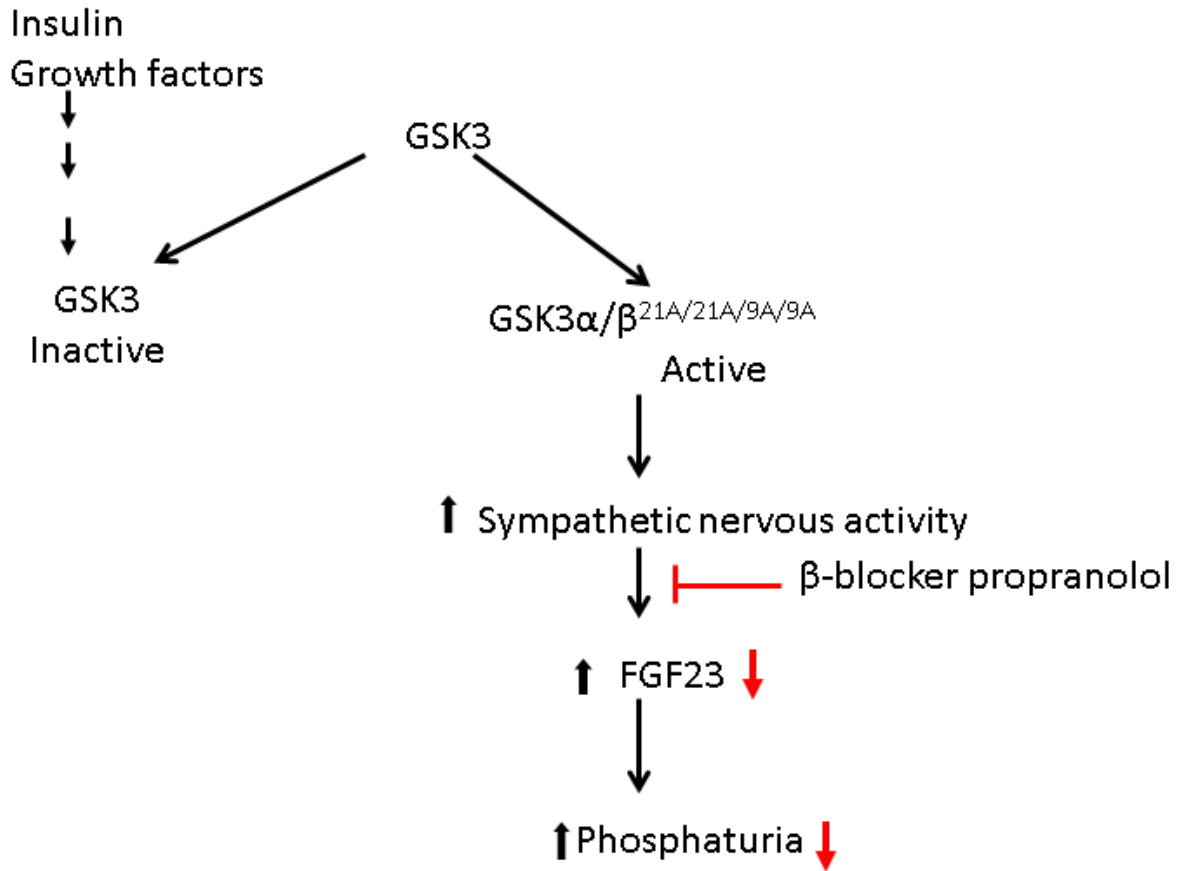 Insulin
Growth factors
GSK3
GSK3
Inactive
GSK3α/β21A/21A/9A/9A
Active
Sympathetic nervous activity
β-blocker propranolol
FGF23
Phosphaturia